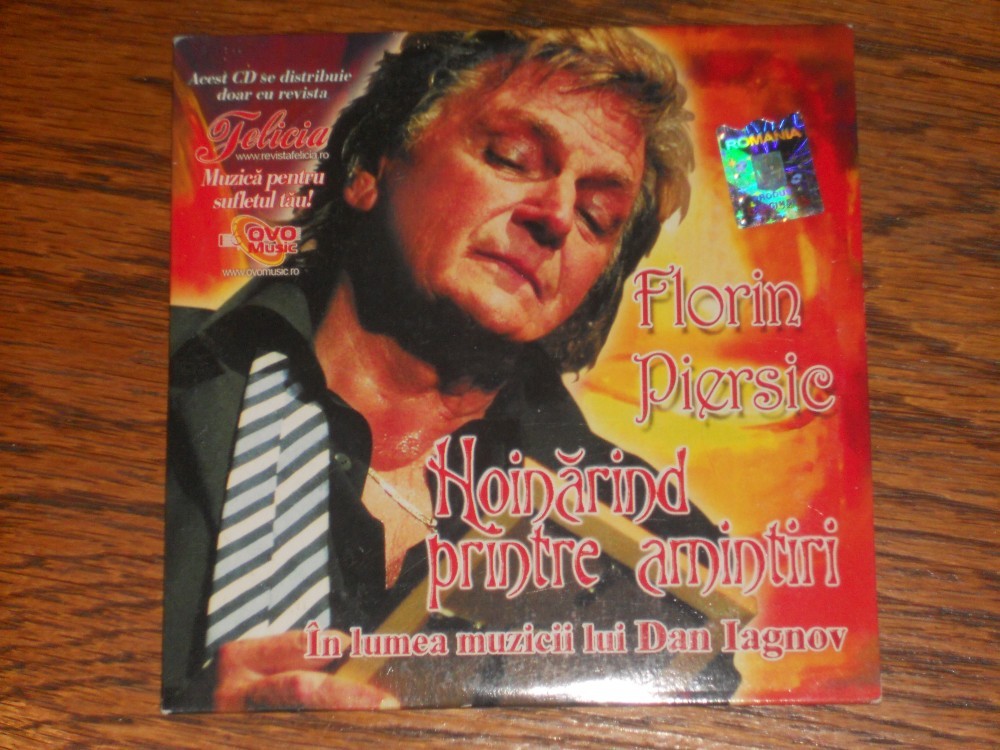 Acest CD se distribuie
doar cu revista
Felicia
www.revistafelicia.ro
Muzică pentru
sufletul tău!
OVO
Music
www.ovomusic.ro
ROMANIA
Florin
Piersic
Hoinărind
printre amintiri
În lumea muzicii lui Dan Iagnov